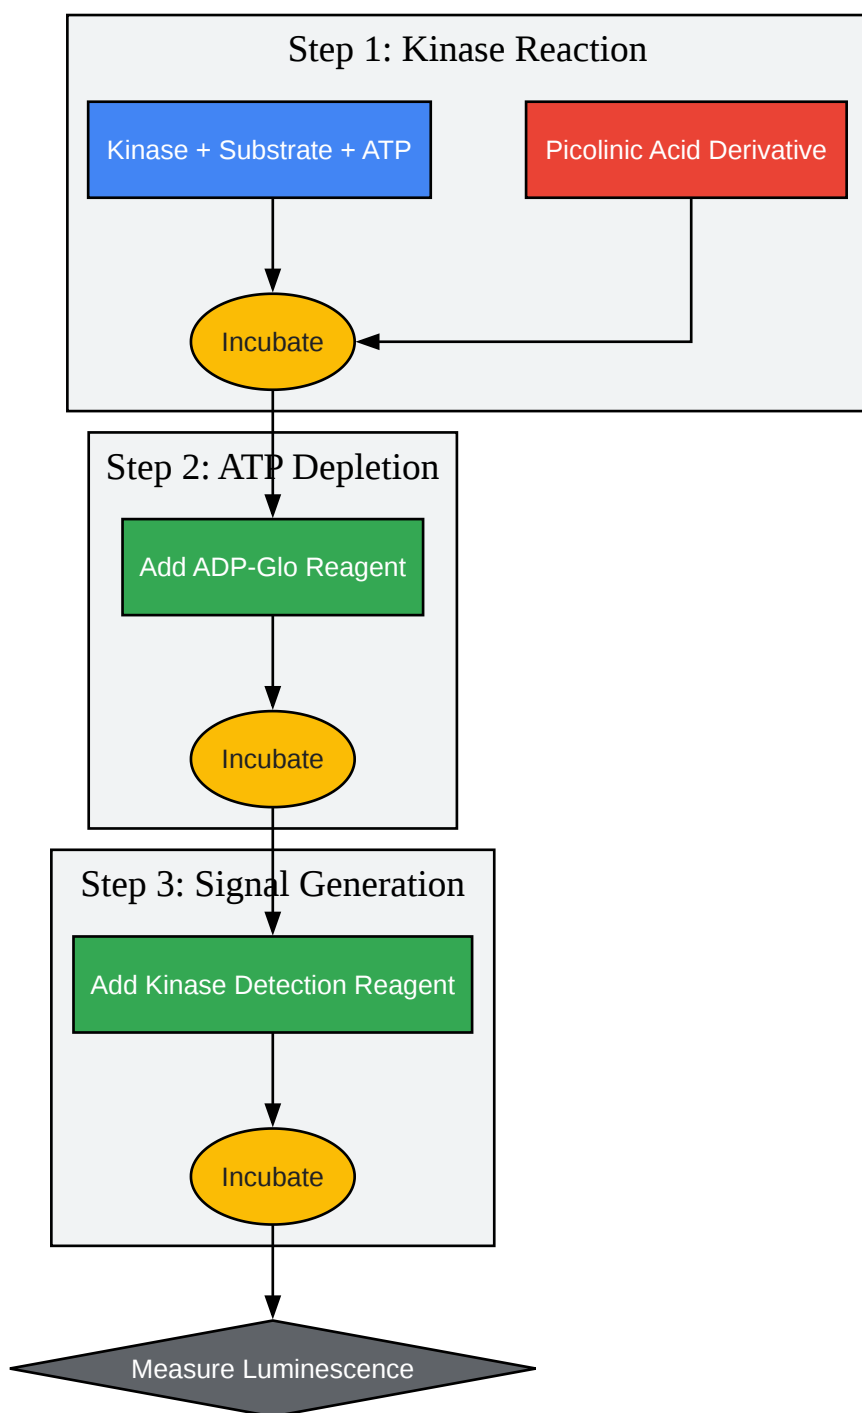 Step 1: Kinase Reaction
Kinase + Substrate + ATP
Picolinic Acid Derivative
Incubate
Step 2: ATP Depletion
Add ADP-Glo Reagent
Incubate
Step 3: Signal Generation
Add Kinase Detection Reagent
Incubate
Measure Luminescence